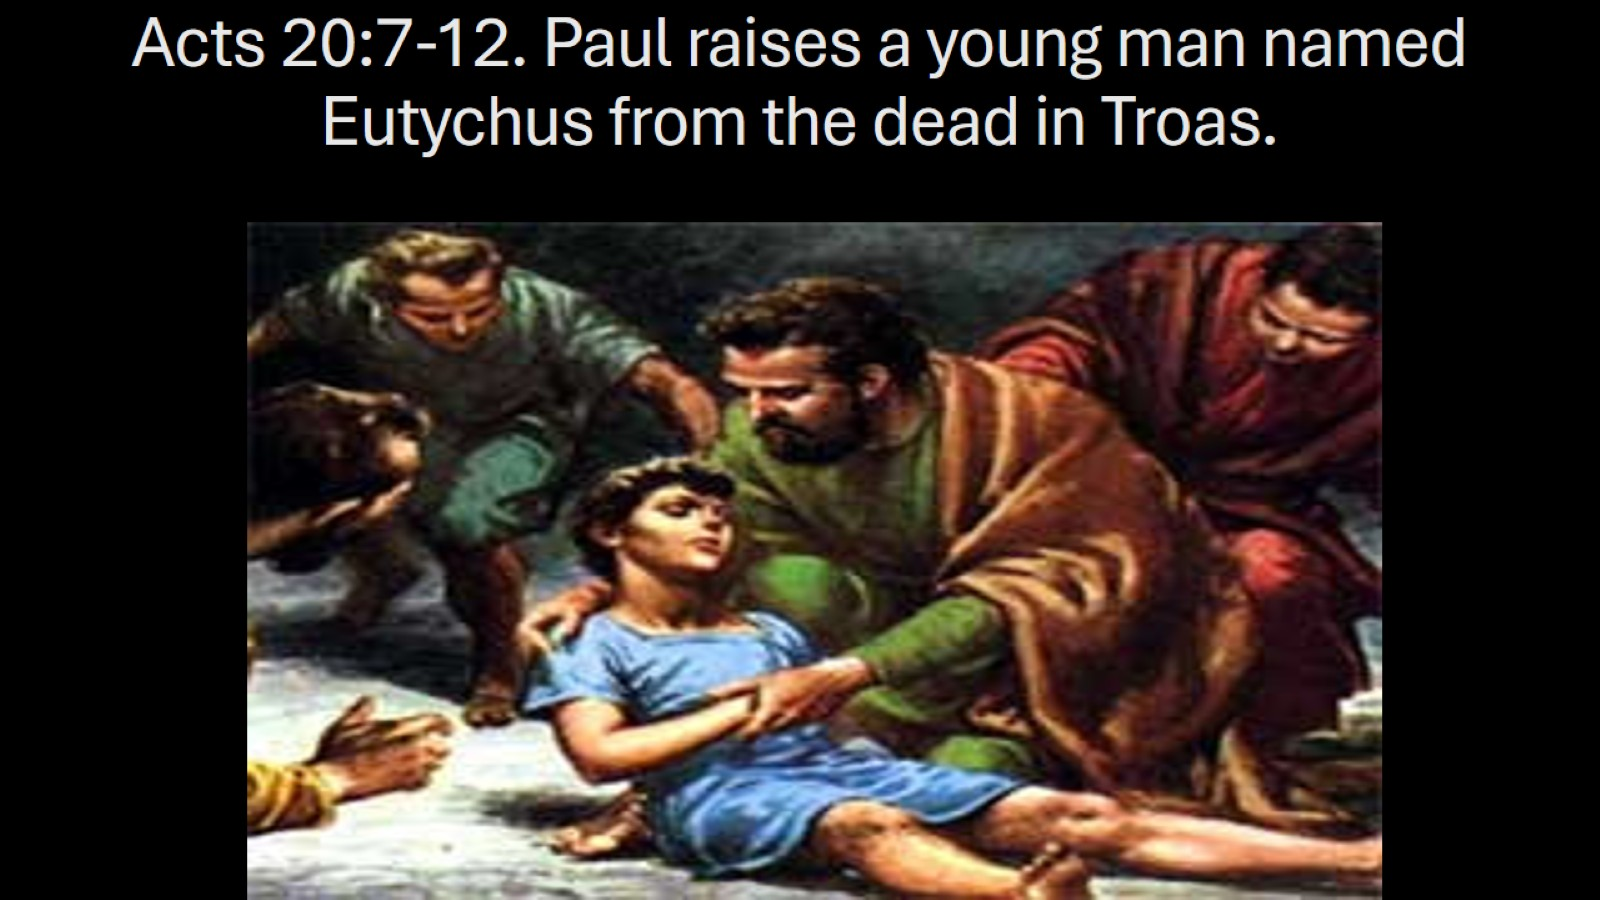 Acts 20:7-12. Paul raises a young man named
Eutychus from the dead in Troas.